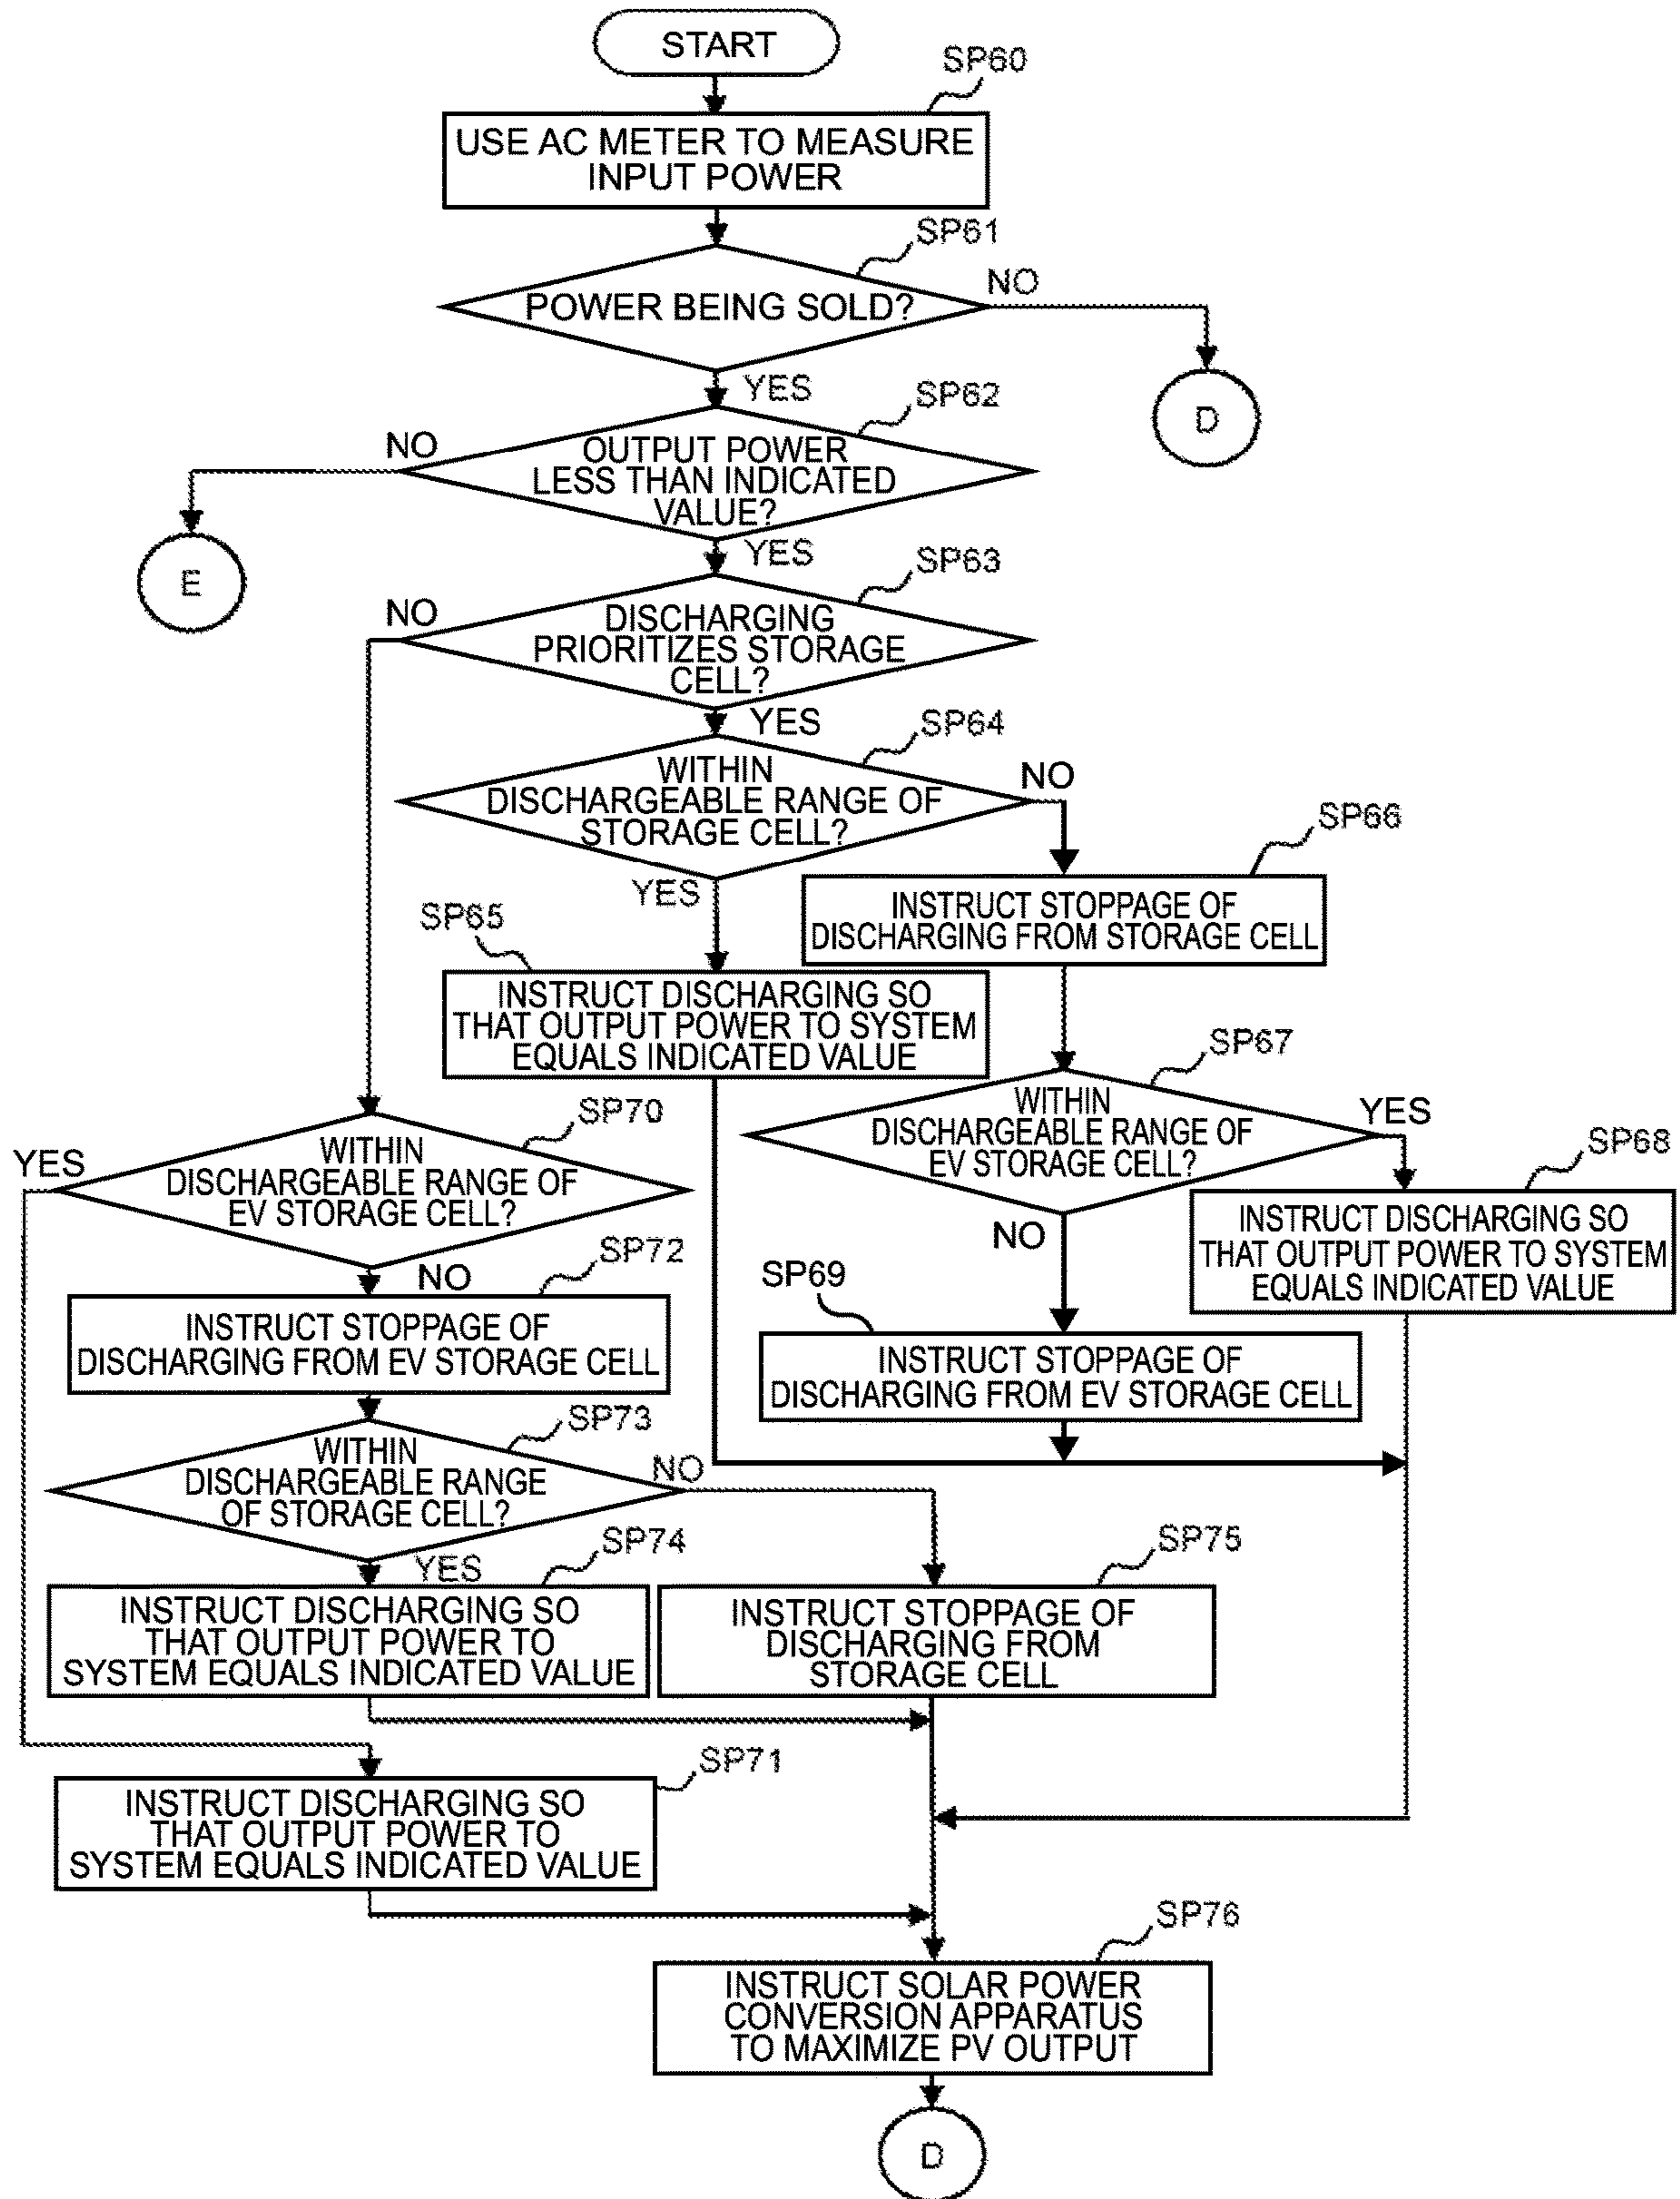 START
SP60
USE AC METER TO MEASURE
INPUT POWER
SP61
POWER BEING SOLD?
NO
D
YES
SP62
NO
OUTPUT POWER
LESS THAN INDICATED
VALUE?
E
YES
SP63
NO
DISCHARGING
PRIORITIZES STORAGE
CELL?
YES
SP64
WITHIN
DISCHARGEABLE RANGE OF
STORAGE CELL?
NO
YES
SP66
INSTRUCT STOPPAGE OF
DISCHARGING FROM STORAGE CELL
SP65
INSTRUCT DISCHARGING SO
THAT OUTPUT POWER TO SYSTEM
EQUALS INDICATED VALUE
SP67
WITHIN
DISCHARGEABLE RANGE OF
EV STORAGE CELL?
YES
NO
SP68
INSTRUCT DISCHARGING SO
THAT OUTPUT POWER TO SYSTEM
EQUALS INDICATED VALUE
SP69
INSTRUCT STOPPAGE OF
DISCHARGING FROM EV STORAGE CELL
SP70
YES
WITHIN
DISCHARGEABLE RANGE OF
EV STORAGE CELL?
NO
SP72
INSTRUCT STOPPAGE OF
DISCHARGING FROM EV STORAGE CELL
SP73
WITHIN
DISCHARGEABLE RANGE
OF STORAGE CELL?
NO
YES
SP74
INSTRUCT DISCHARGING SO
THAT OUTPUT POWER TO
SYSTEM EQUALS INDICATED VALUE
SP75
INSTRUCT STOPPAGE OF
DISCHARGING FROM
STORAGE CELL
SP71
INSTRUCT DISCHARGING SO
THAT OUTPUT POWER TO
SYSTEM EQUALS INDICATED VALUE
SP76
INSTRUCT SOLAR POWER
CONVERSION APPARATUS
TO MAXIMIZE PV OUTPUT
D